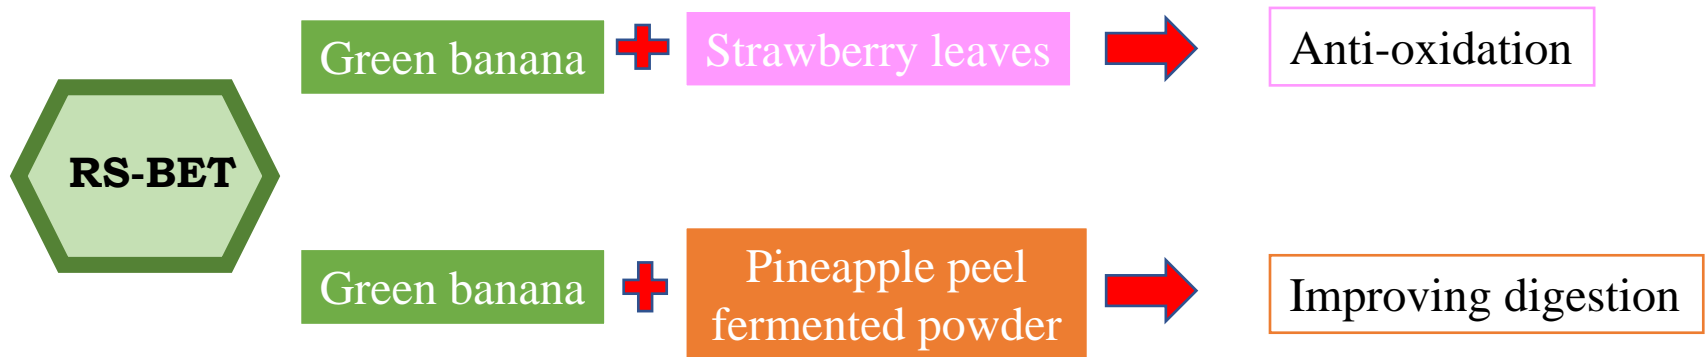 RS-BET
Green banana
Strawberry leaves
Anti-oxidation
Green banana
Pineapple peel
fermented powder
Improving digestion